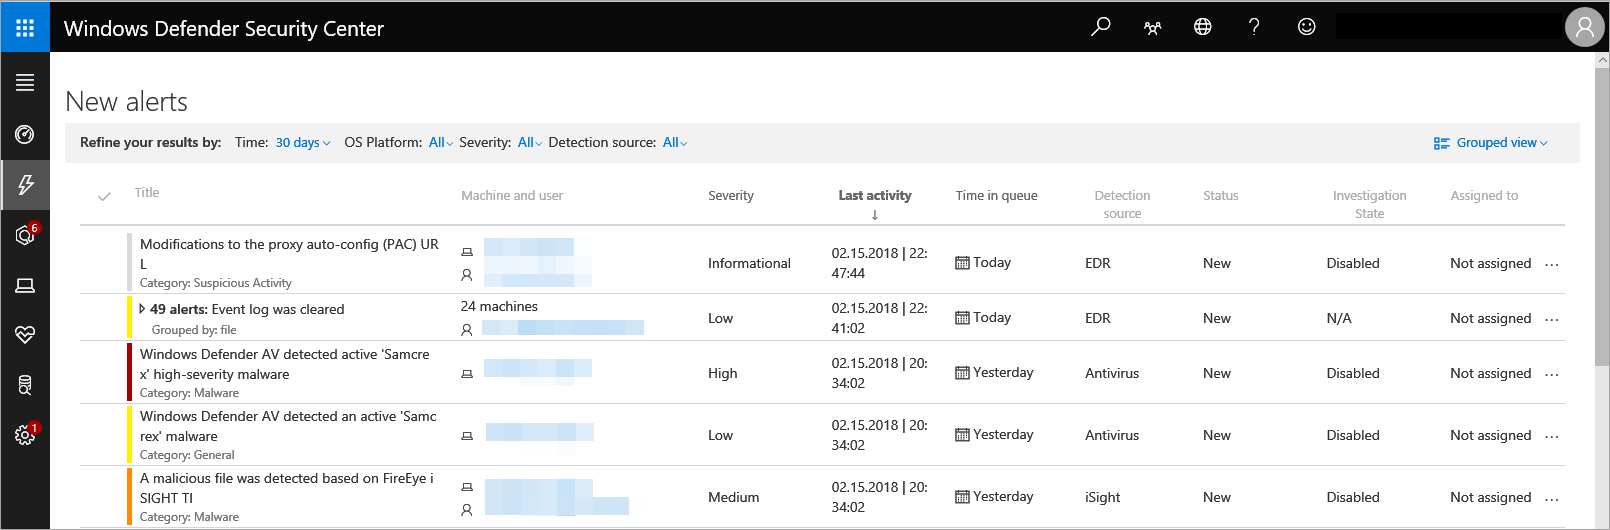 Windows Defender Security Center
New alerts
Refine your results by: Time: 30 days OS Platform: All Severity: All Detection source: All Grouped view
Title Machine and user Severity Last activity ↓ Time in queue Detection source Status Investigation State Assigned to
Modifications to the proxy auto-config (PAC) UR
L
Category: Suspicious Activity
Informational
02.15.2018 | 22:
47:44
Today
EDR
New
Disabled
Not assigned
...
49 alerts: Event log was cleared
Grouped by: file
24 machines
Low
02.15.2018 | 22:
41:02
Today
EDR
New
N/A
Not assigned
...
Windows Defender AV detected active 'Samcre
x' high-severity malware
Category: Malware
High
02.15.2018 | 20:
34:02
Yesterday
Antivirus
New
Disabled
Not assigned
...
Windows Defender AV detected an active 'Samc
rex' malware
Category: General
Low
02.15.2018 | 20:
34:02
Yesterday
Antivirus
New
Disabled
Not assigned
...
A malicious file was detected based on FireEye i
SIGHT TI
Category: Malware
Medium
02.15.2018 | 20:
34:02
Yesterday
iSight
New
Disabled
Not assigned
...
6
1